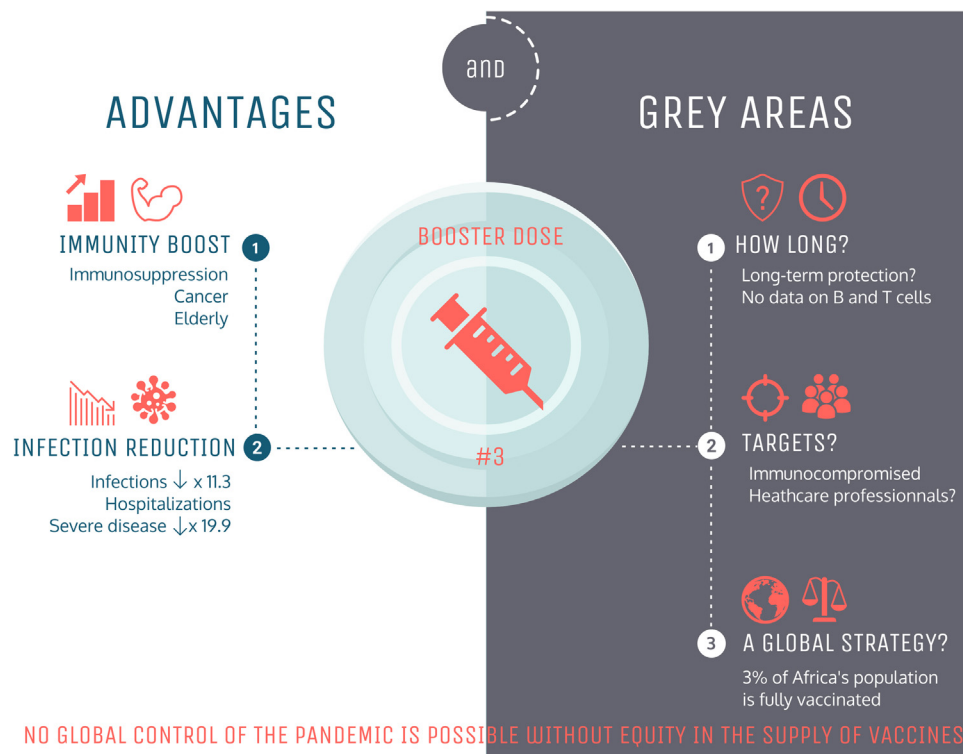 and
ADVANTAGES
GREY AREAS
BOOSTER DOSE
#3
1
IMMUNITY BOOST
Immunosuppression
Cancer
Elderly
INFECTION REDUCTION
2
Infections ↓ x 11.3
Hospitalizations
Severe disease ↓x 19.9
?
1
HOW LONG?
Long-term protection?
No data on B and T cells
2
TARGETS?
Immunocompromised
Heathcare professionnals?
3
A GLOBAL STRATEGY?
3% of Africa's population
is fully vaccinated
NO GLOBAL CONTROL OF THE PANDEMIC IS POSSIBLE WITHOUT EQUITY IN THE SUPPLY OF VACCINES